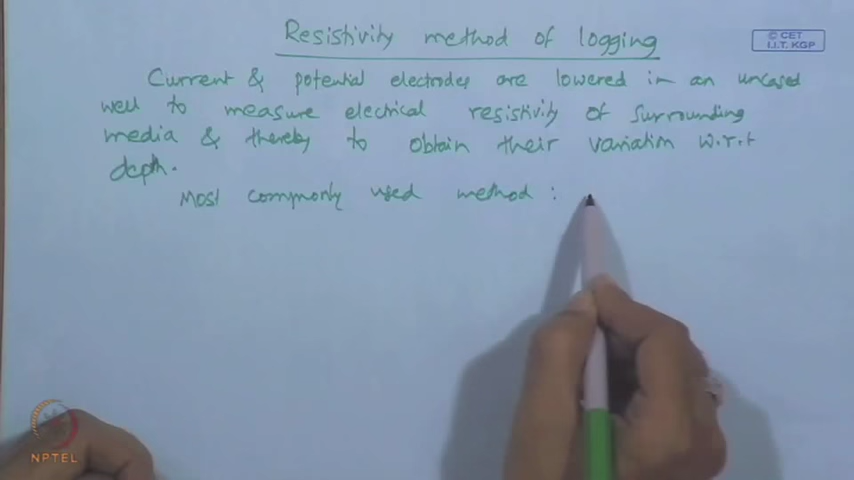 Resistivity method of logging
© CET
I.I.T. KGP
Current & potential electrodes are lowered in an uncased
well to measure electrical resistivity of surrounding
media & thereby to obtain their variation w.r.t
depth.
Most commonly used method :
NPTEL